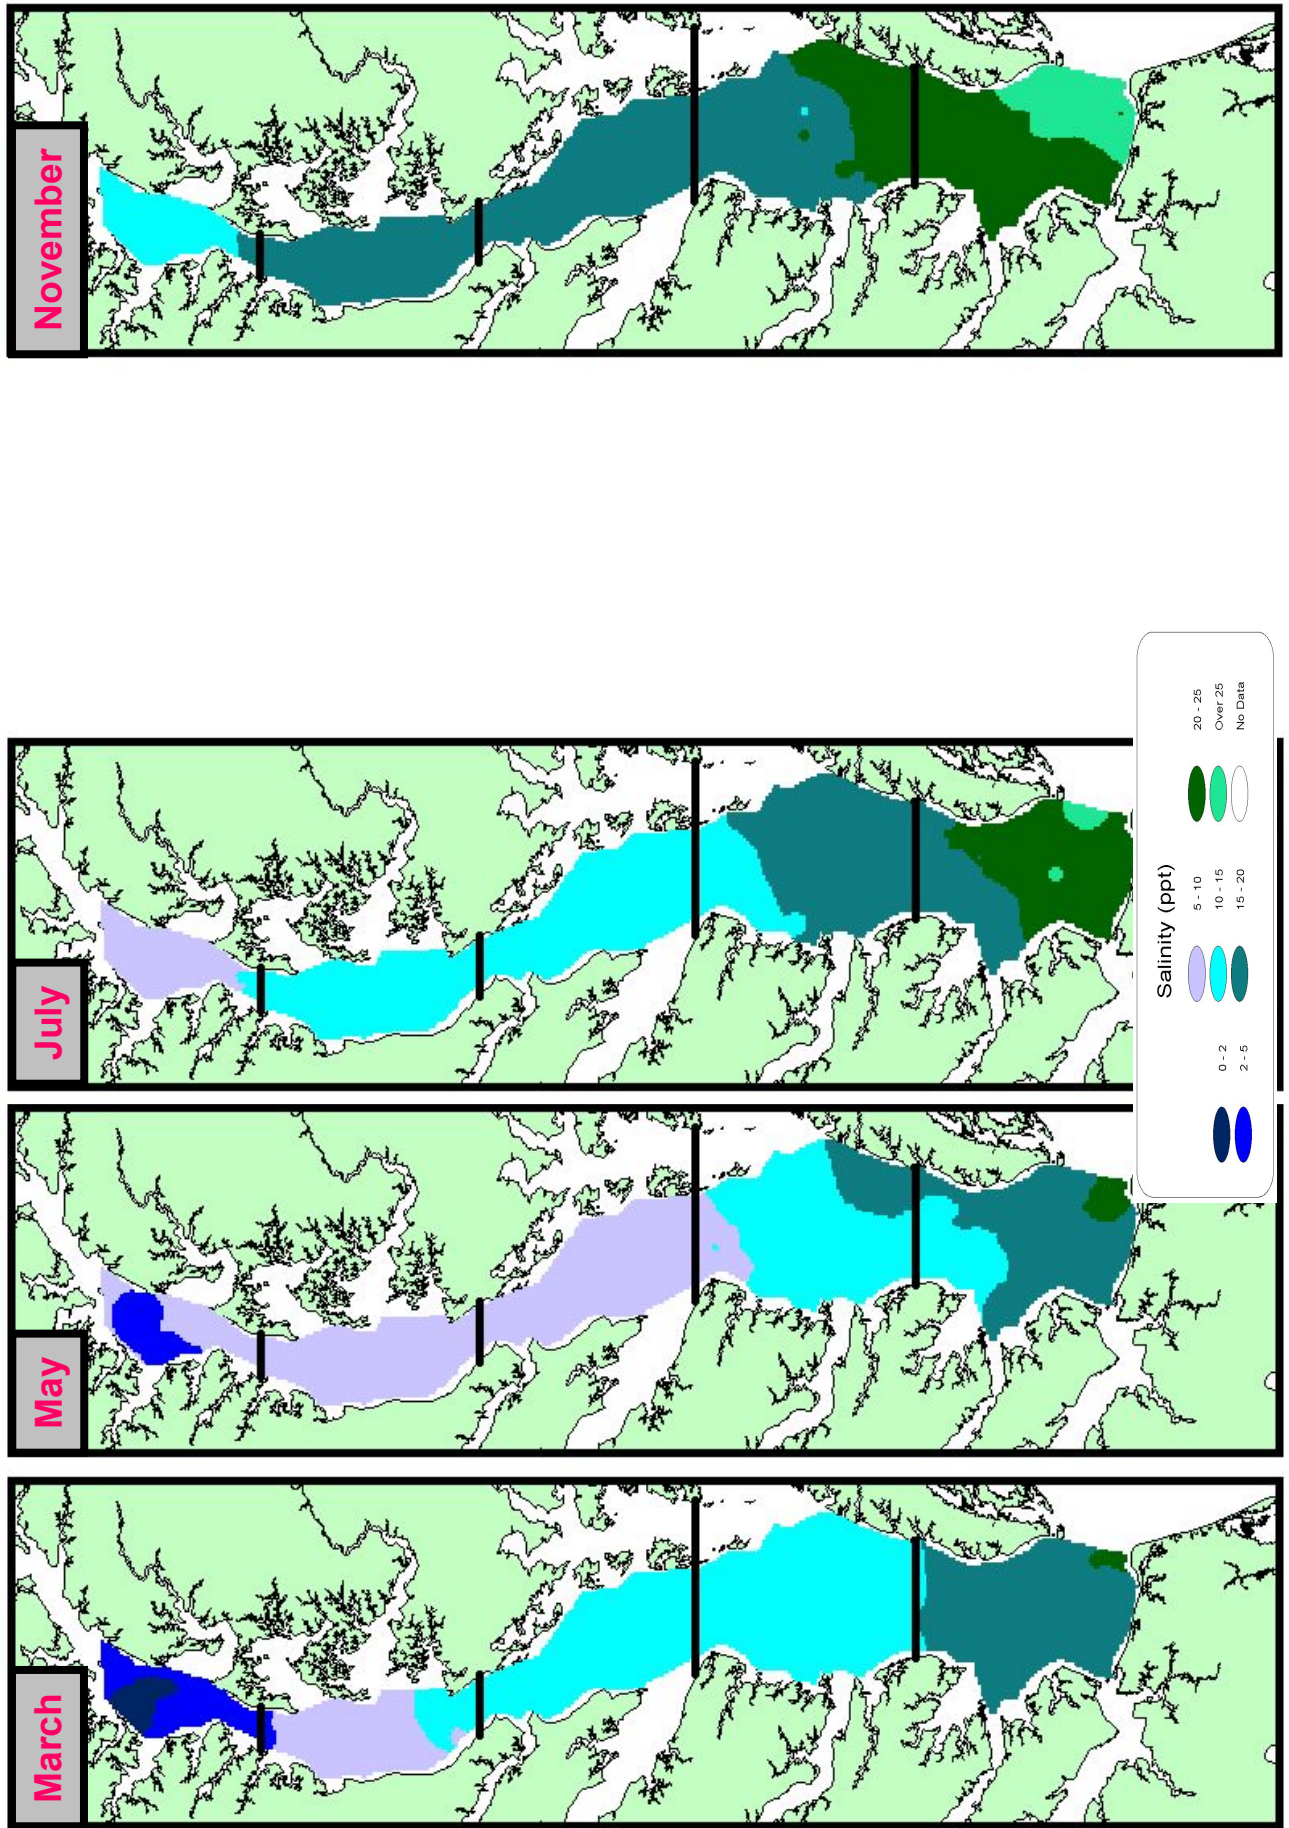 March
May
July
November
Salinity (ppt)
0 - 2
2 - 5
5 - 10
10 - 15
15 - 20
20 - 25
Over 25
No Data